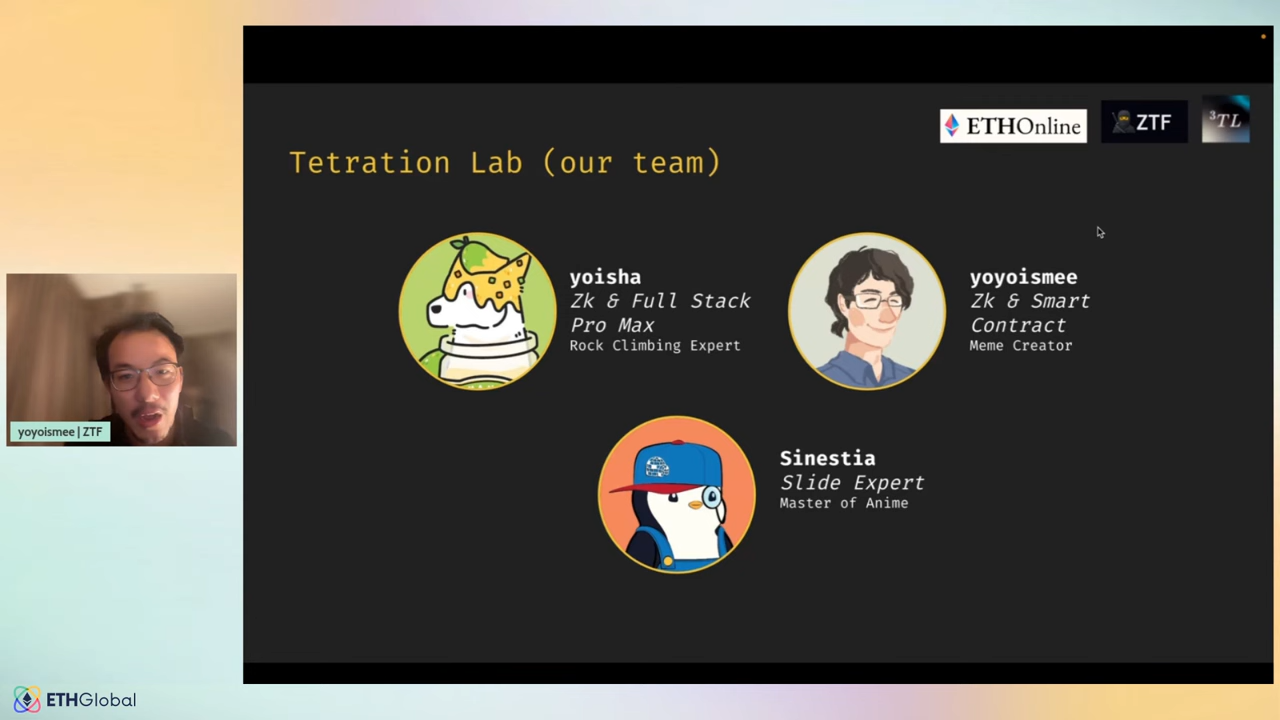 ETHOnline
ZTF
³TL
Tetration Lab (our team)
yoisha
Zk & Full Stack
Pro Max
Rock Climbing Expert
yoyoismee
Zk & Smart
Contract
Meme Creator
Sinestia
Slide Expert
Master of Anime
yoyoismee | ZTF
ETHGlobal